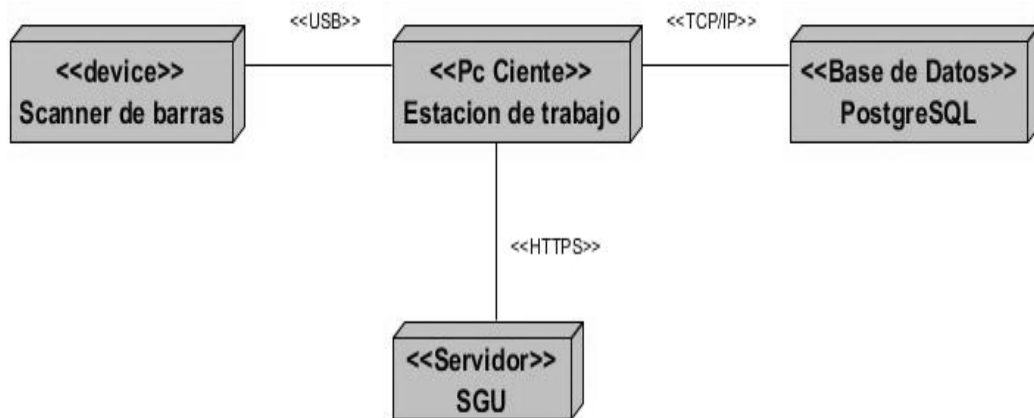 <<USB>>
<<TCP/IP>>
<<device>>
Scanner de barras
<<Pc Ciente>>
Estacion de trabajo
<<Base de Datos>>
PostgreSQL
<<HTTPS>>
<<Servidor>>
SGU